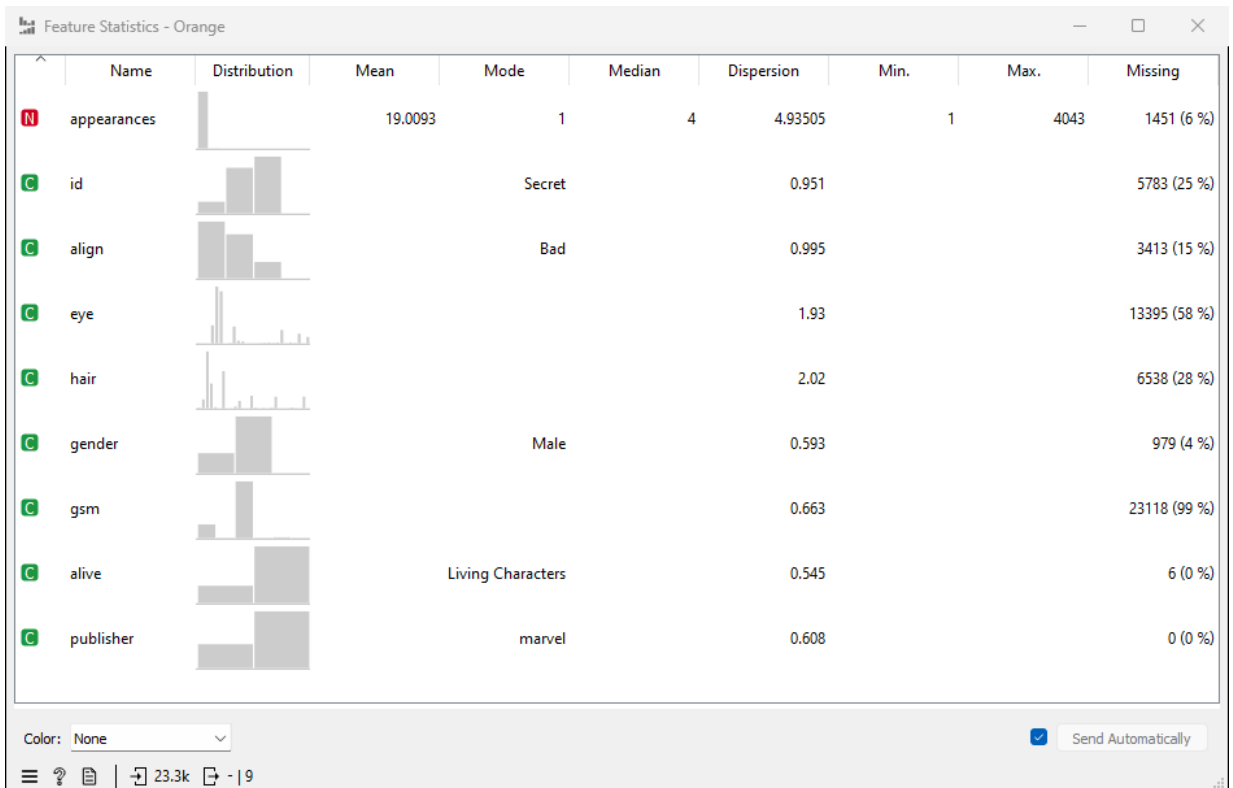 Feature Statistics - Orange
Name Distribution Mean Mode Median Dispersion Min. Max. Missing
N appearances 19.0093 1 4 4.93505 1 4043 1451 (6 %)
C id Secret 0.951 5783 (25 %)
C align Bad 0.995 3413 (15 %)
C eye 1.93 13395 (58 %)
C hair 2.02 6538 (28 %)
C gender Male 0.593 979 (4 %)
C gsm 0.663 23118 (99 %)
C alive Living Characters 0.545 6 (0 %)
C publisher marvel 0.608 0 (0 %)
Color: None Send Automatically
? 23.3k - | 9